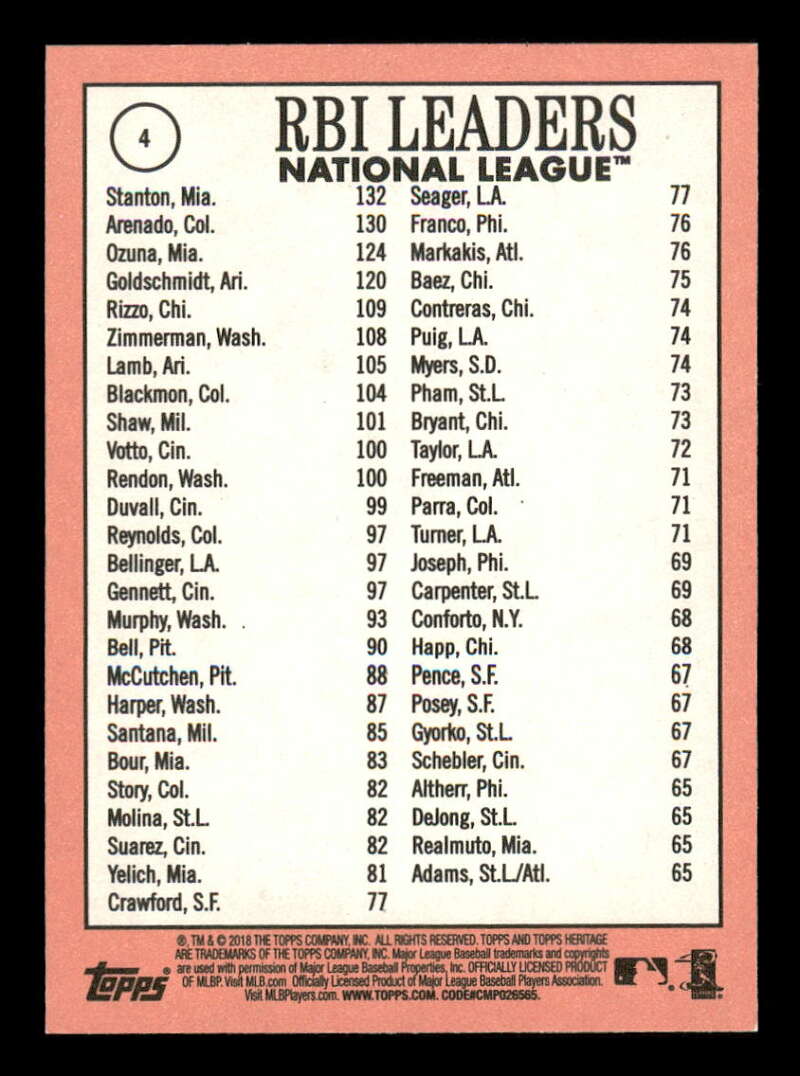 4
RBI LEADERS
NATIONAL LEAGUE™
Stanton, Mia. 132
Arenado, Col. 130
Ozuna, Mia. 124
Goldschmidt, Ari. 120
Rizzo, Chi. 109
Zimmerman, Wash. 108
Lamb, Ari. 105
Blackmon, Col. 104
Shaw, Mil. 101
Votto, Cin. 100
Rendon, Wash. 100
Duvall, Cin. 99
Reynolds, Col. 97
Bellinger, L.A. 97
Gennett, Cin. 97
Murphy, Wash. 93
Bell, Pit. 90
McCutchen, Pit. 88
Harper, Wash. 87
Santana, Mil. 85
Bour, Mia. 83
Story, Col. 82
Molina, St.L. 82
Suarez, Cin. 82
Yelich, Mia. 81
Crawford, S.F. 77
Seager, L.A. 77
Franco, Phi. 76
Markakis, Atl. 76
Baez, Chi. 75
Contreras, Chi. 74
Puig, L.A. 74
Myers, S.D. 74
Pham, St.L. 73
Bryant, Chi. 73
Taylor, L.A. 72
Freeman, Atl. 71
Parra, Col. 71
Turner, L.A. 71
Joseph, Phi. 69
Carpenter, St.L. 69
Conforto, N.Y. 68
Happ, Chi. 68
Pence, S.F. 67
Posey, S.F. 67
Gyorko, St.L. 67
Schebler, Cin. 67
Altherr, Phi. 65
DeJong, St.L. 65
Realmuto, Mia. 65
Adams, St.L./Atl. 65
®, TM & © 2018 THE TOPPS COMPANY, INC. ALL RIGHTS RESERVED. TOPPS AND TOPPS HERITAGE
ARE TRADEMARKS OF THE TOPPS COMPANY, INC. Major League Baseball trademarks and copyrights
are used with permission of Major League Baseball Properties, Inc. OFFICIALLY LICENSED PRODUCT
OF MLBP. Visit MLB.com Officially Licensed Product of Major League Baseball Players Association.
Visit MLBPlayers.com. WWW.TOPPS.COM. CODE#CMP026565.
TOPPS®